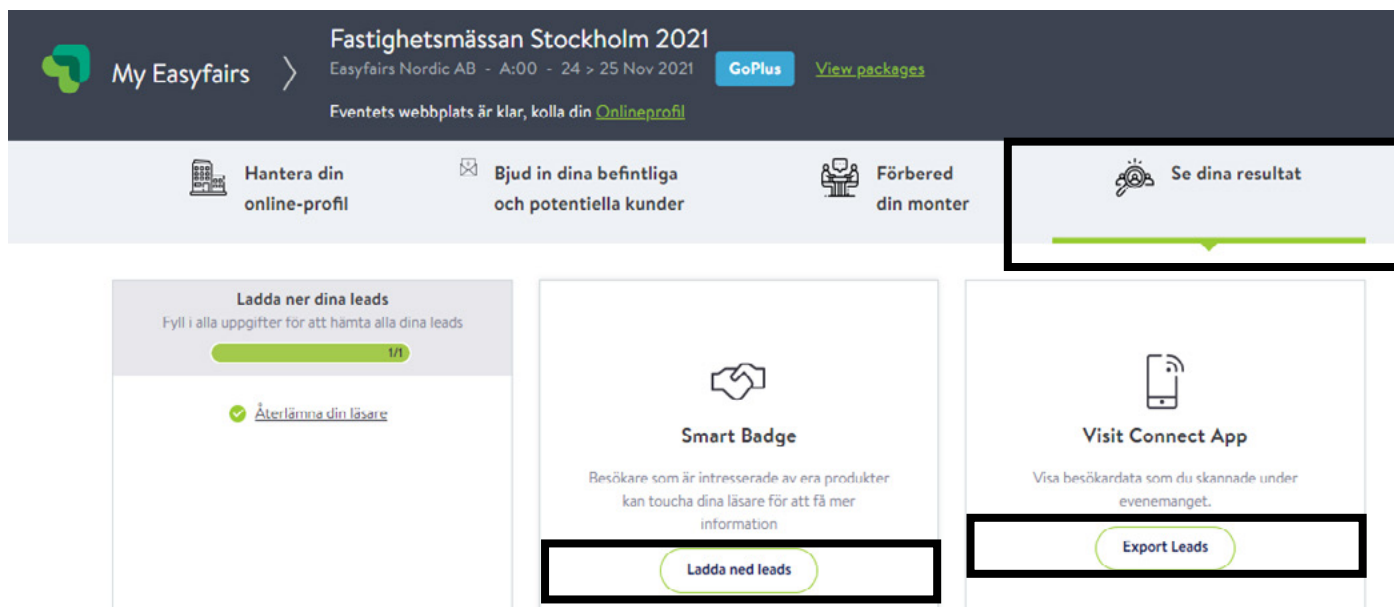 Fastighetsmässan Stockholm 2021
My Easyfairs
Easyfairs Nordic AB - A:00 - 24 > 25 Nov 2021
GoPlus
View packages
Eventets webbplats är klar, kolla din Onlineprofil
Hantera din
online-profil
Bjud in dina befintliga
och potentiella kunder
Förbered
din monter
Se dina resultat
Ladda ner dina leads
Fyll i alla uppgifter för att hämta alla dina leads
1/1
Återlämna din läsare
Smart Badge
Besökare som är intresserade av era produkter
kan toucha dina läsare för att få mer
information
Ladda ned leads
Visit Connect App
Visa besökardata som du skannade under
evenemanget.
Export Leads